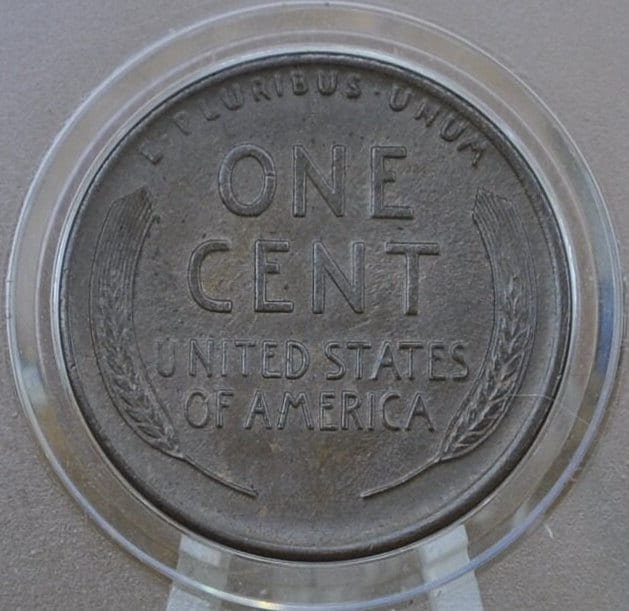 E·PLURIBUS·UNUM
ONE
CENT
UNITED STATES
OF AMERICA